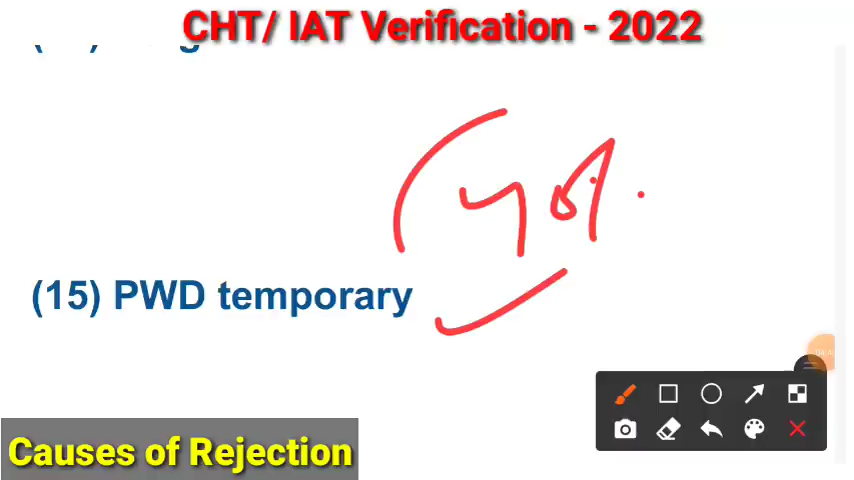 CHT/ IAT Verification - 2022
(15) PWD temporary
Causes of Rejection